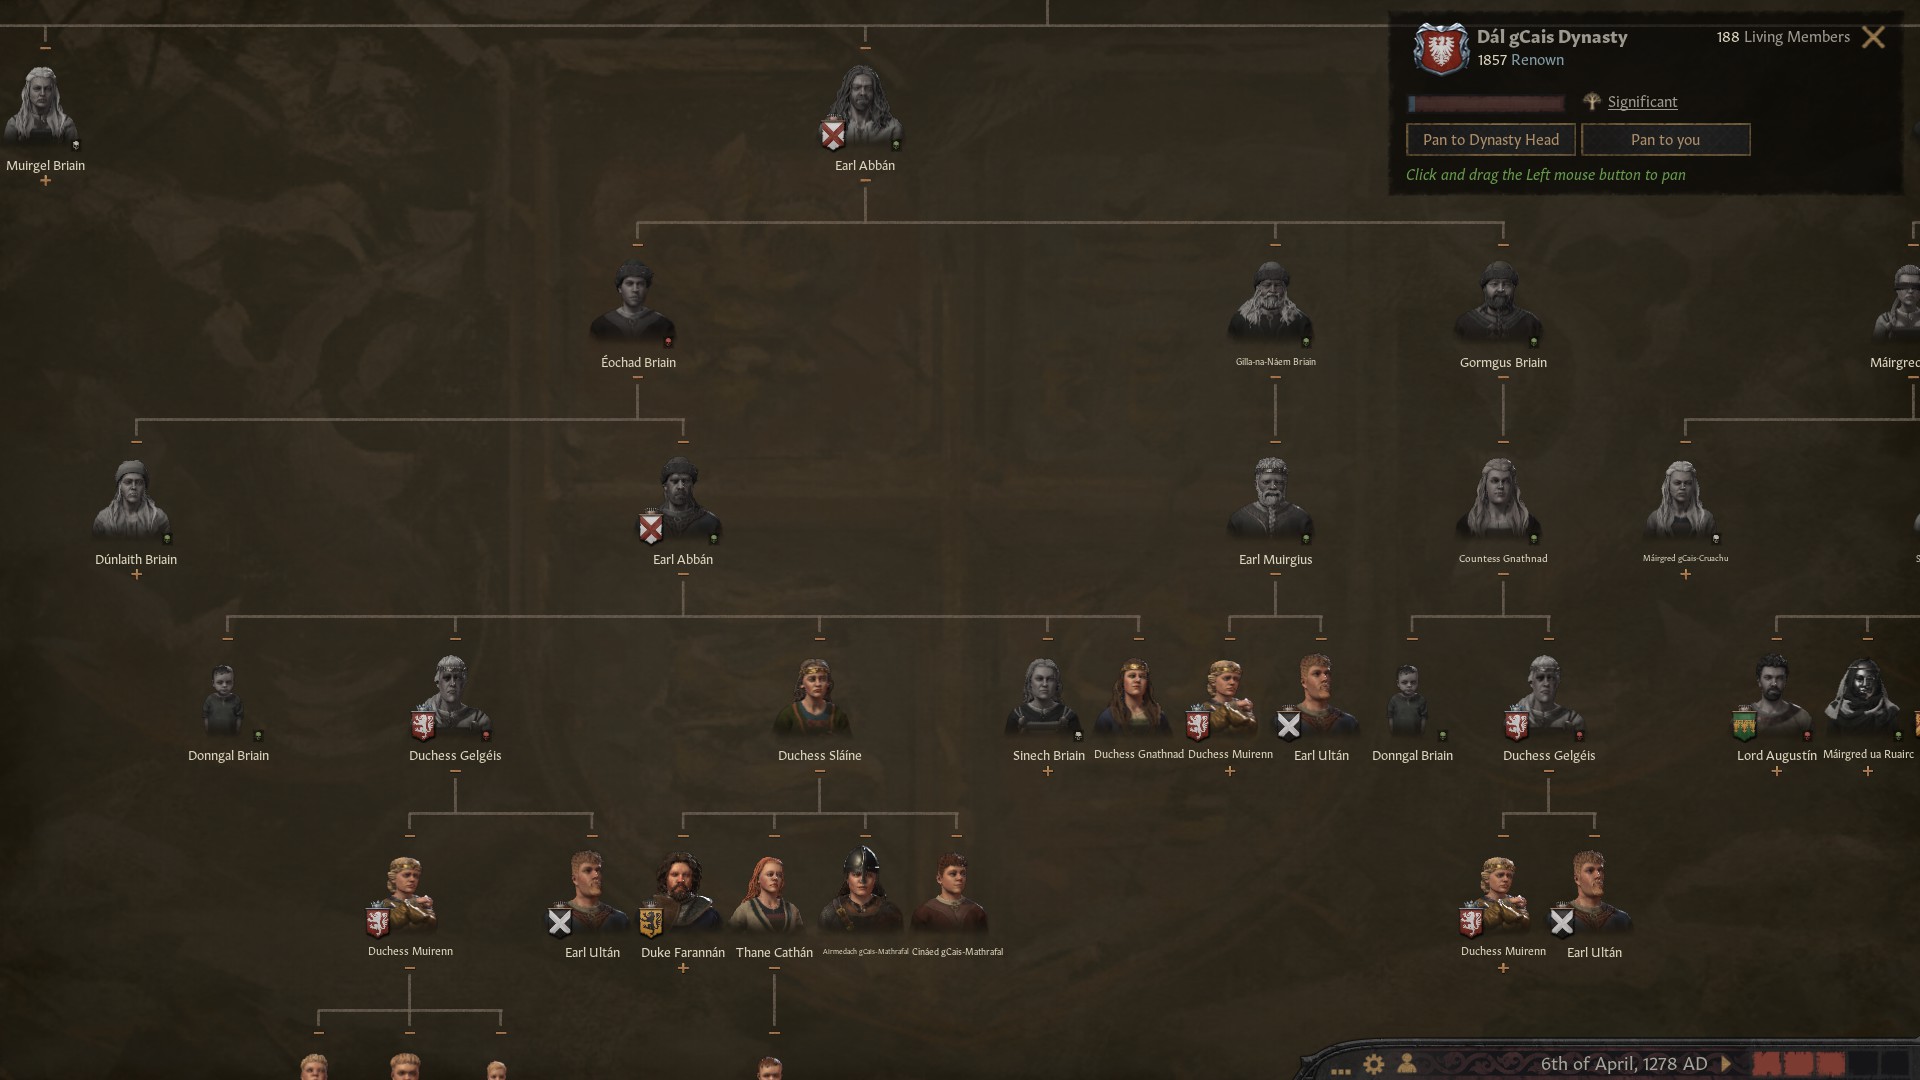 Dál gCais Dynasty
188 Living Members
1857 Renown
Significant
Pan to Dynasty Head
Pan to you
Click and drag the Left mouse button to pan
Muirgel Briain
Earl Abbán
Éochad Briain
Gilla-na-Náem Briain
Gormgus Briain
Máirgred
Dúnlaith Briain
Earl Abbán
Earl Muirgius
Countess Gnathnad
Máirgred gCais-Cruachu
Donngal Briain
Duchess Gelgéis
Duchess Sláíne
Sinech Briain
Duchess Gnathnad
Duchess Muirenn
Earl Ultán
Donngal Briain
Duchess Gelgéis
Lord Augustín
Máirgred ua Ruairc
Duchess Muirenn
Earl Ultán
Duke Farannán
Thane Cathán
Airmedach gCais-Mathrafal
Cináed gCais-Mathrafal
Duchess Muirenn
Earl Ultán
6th of April, 1278 AD